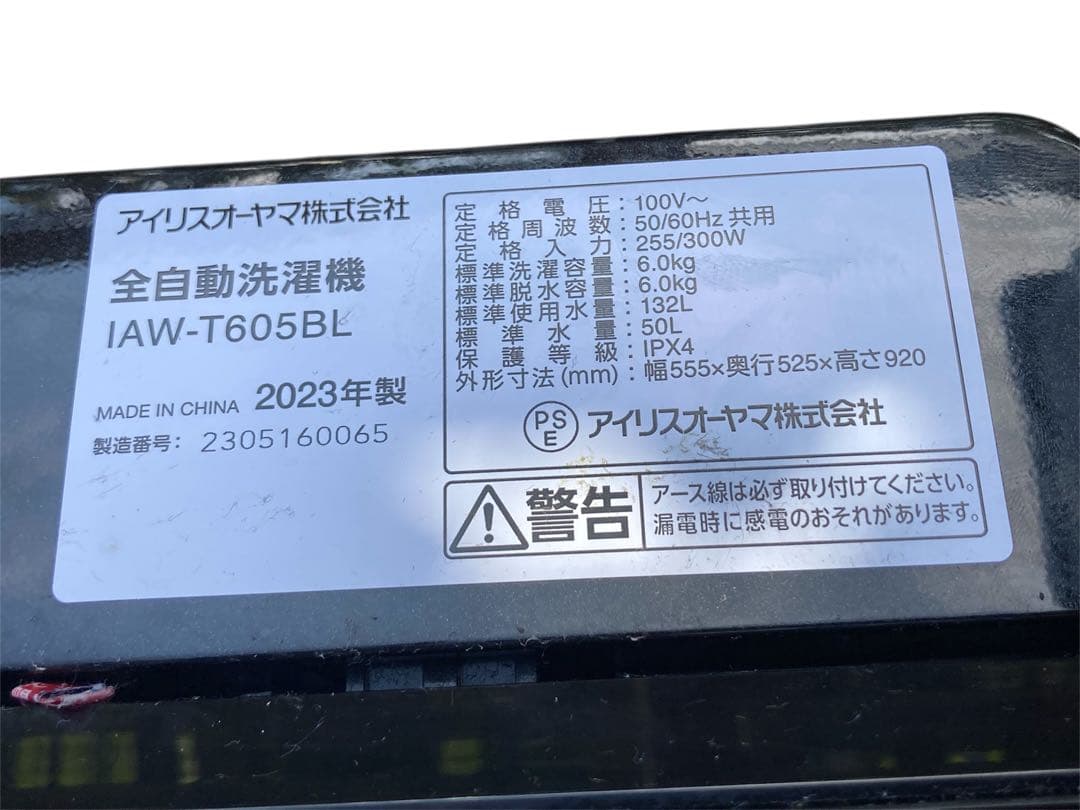 アイリスオーヤマ株式会社
全自動洗濯機
IAW-T605BL
MADE IN CHINA 2023年製
製造番号: 2305160065
定格電圧:100V～
定格周波数:50/60Hz共用
定格入力:255/300W
標準洗濯容量:6.0kg
標準脱水容量:6.0kg
標準使用水量:132L
標準水量:50L
保護等級:IPX4
外形寸法(mm):幅555×奥行525×高さ920
PS
E
アイリスオーヤマ株式会社
警告
アース線は必ず取り付けてください。
漏電時に感電のおそれがあります。